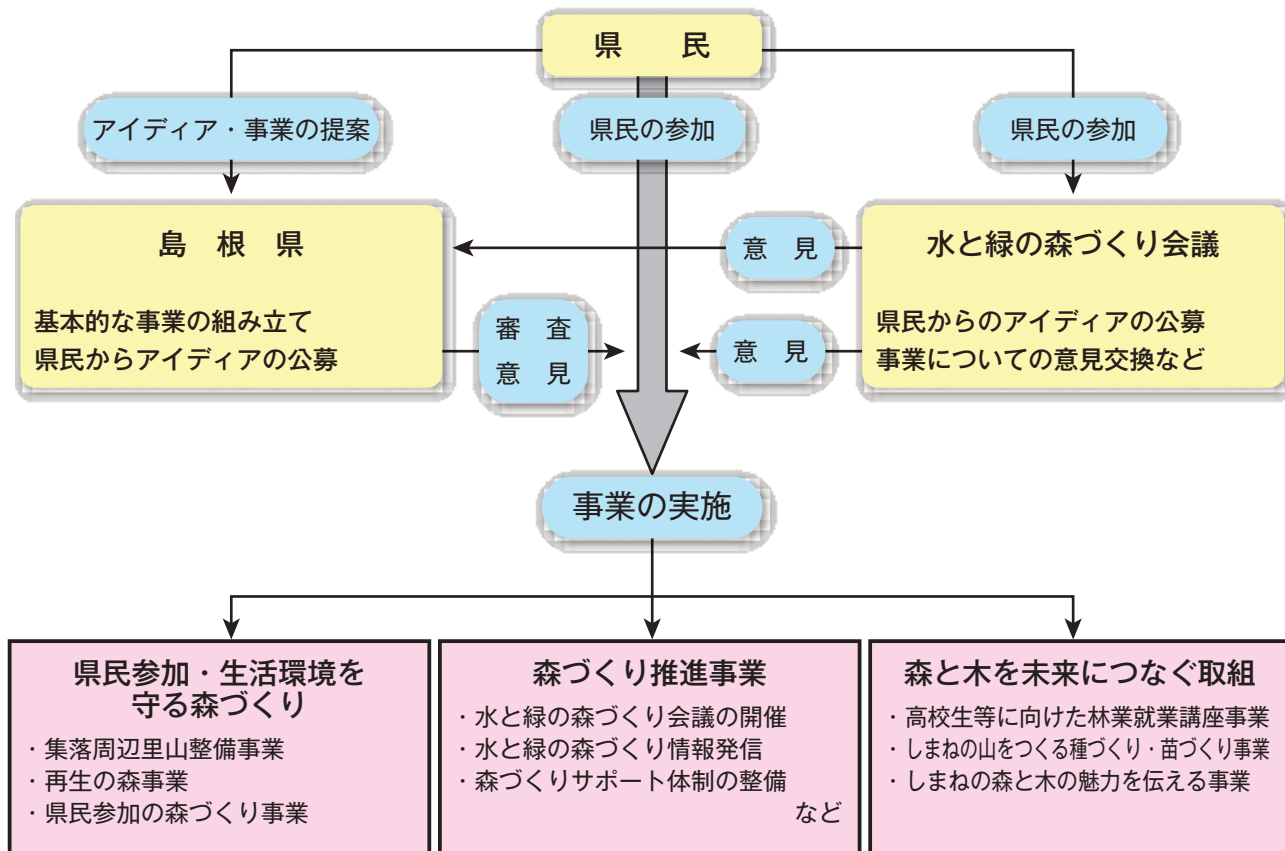 県　民
アイディア・事業の提案
県民の参加
県民の参加
島　根　県
基本的な事業の組み立て
県民からアイディアの公募
意　見
水と緑の森づくり会議
県民からのアイディアの公募
事業についての意見交換など
審　査
意　見
意　見
事業の実施
県民参加・生活環境を
守る森づくり
・集落周辺里山整備事業
・再生の森事業
・県民参加の森づくり事業
森づくり推進事業
・水と緑の森づくり会議の開催
・水と緑の森づくり情報発信
・森づくりサポート体制の整備
など
森と木を未来につなぐ取組
・高校生等に向けた林業就業講座事業
・しまねの山をつくる種づくり・苗づくり事業
・しまねの森と木の魅力を伝える事業